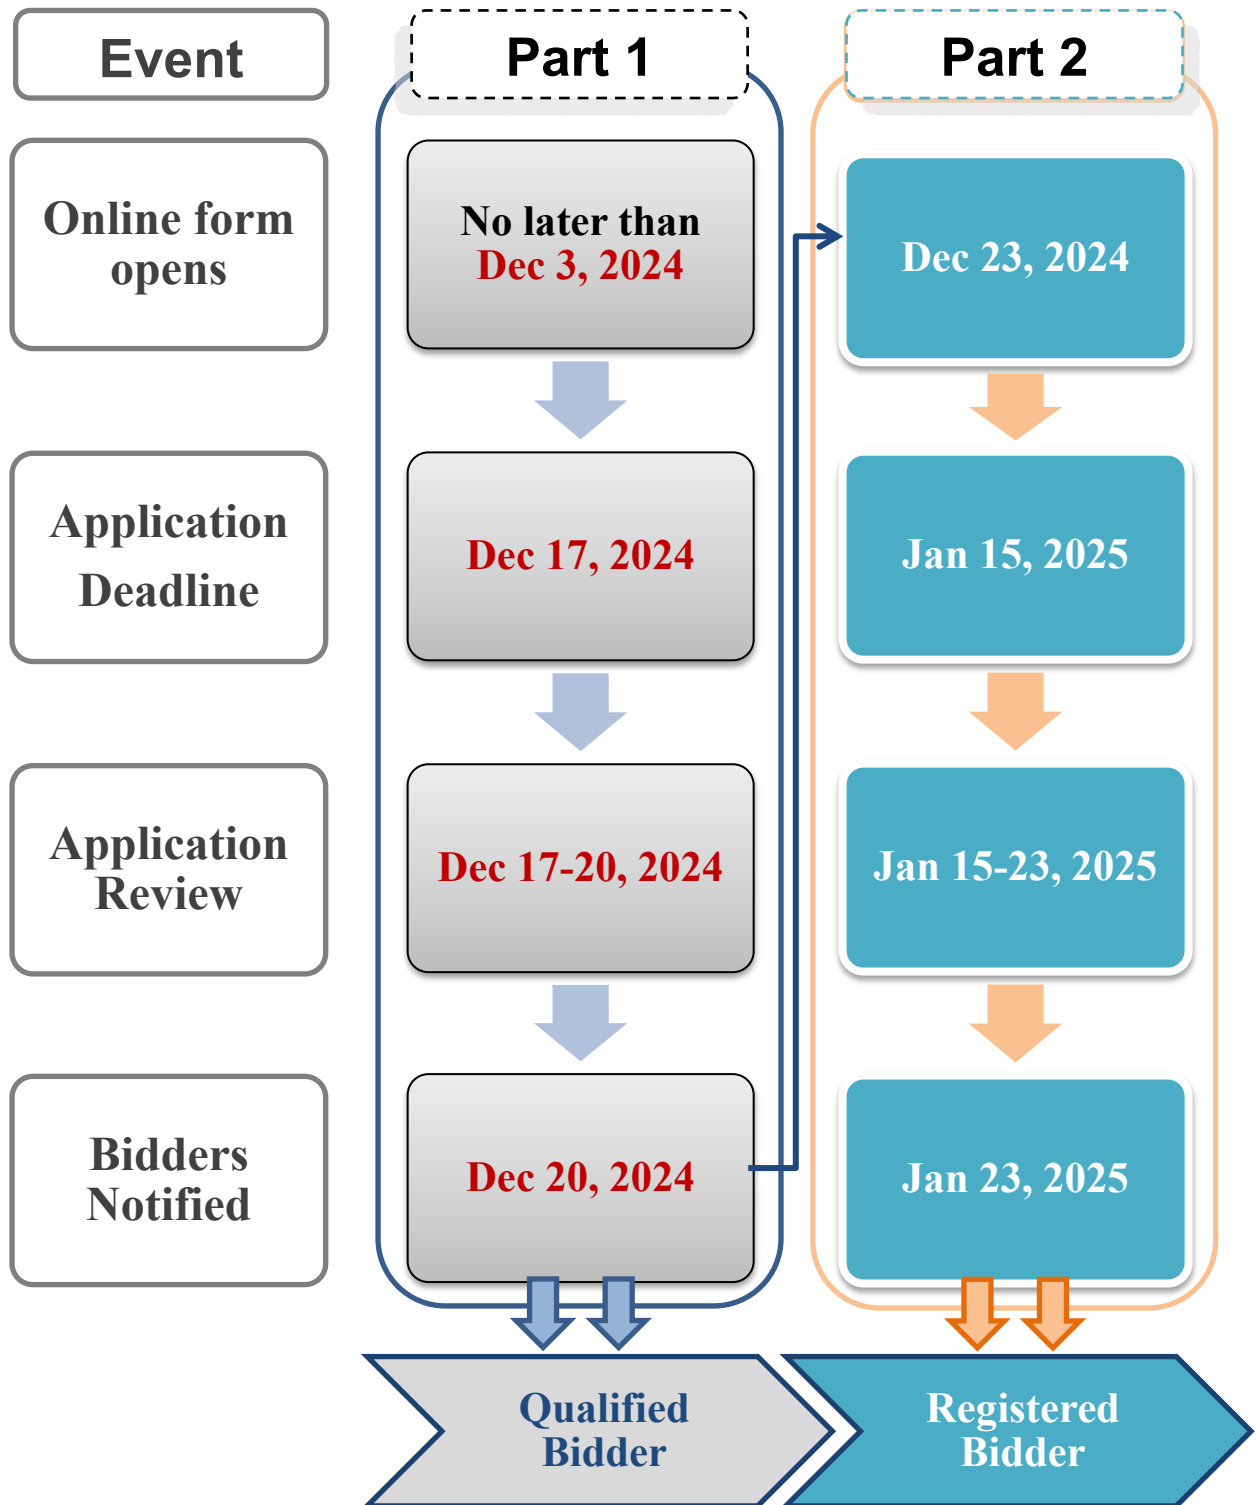 Event
Part 1
Part 2
Online form
opens
No later than
Dec 3, 2024
Dec 23, 2024
Application
Deadline
Dec 17, 2024
Jan 15, 2025
Application
Review
Dec 17-20, 2024
Jan 15-23, 2025
Bidders
Notified
Dec 20, 2024
Jan 23, 2025
Qualified
Bidder
Registered
Bidder